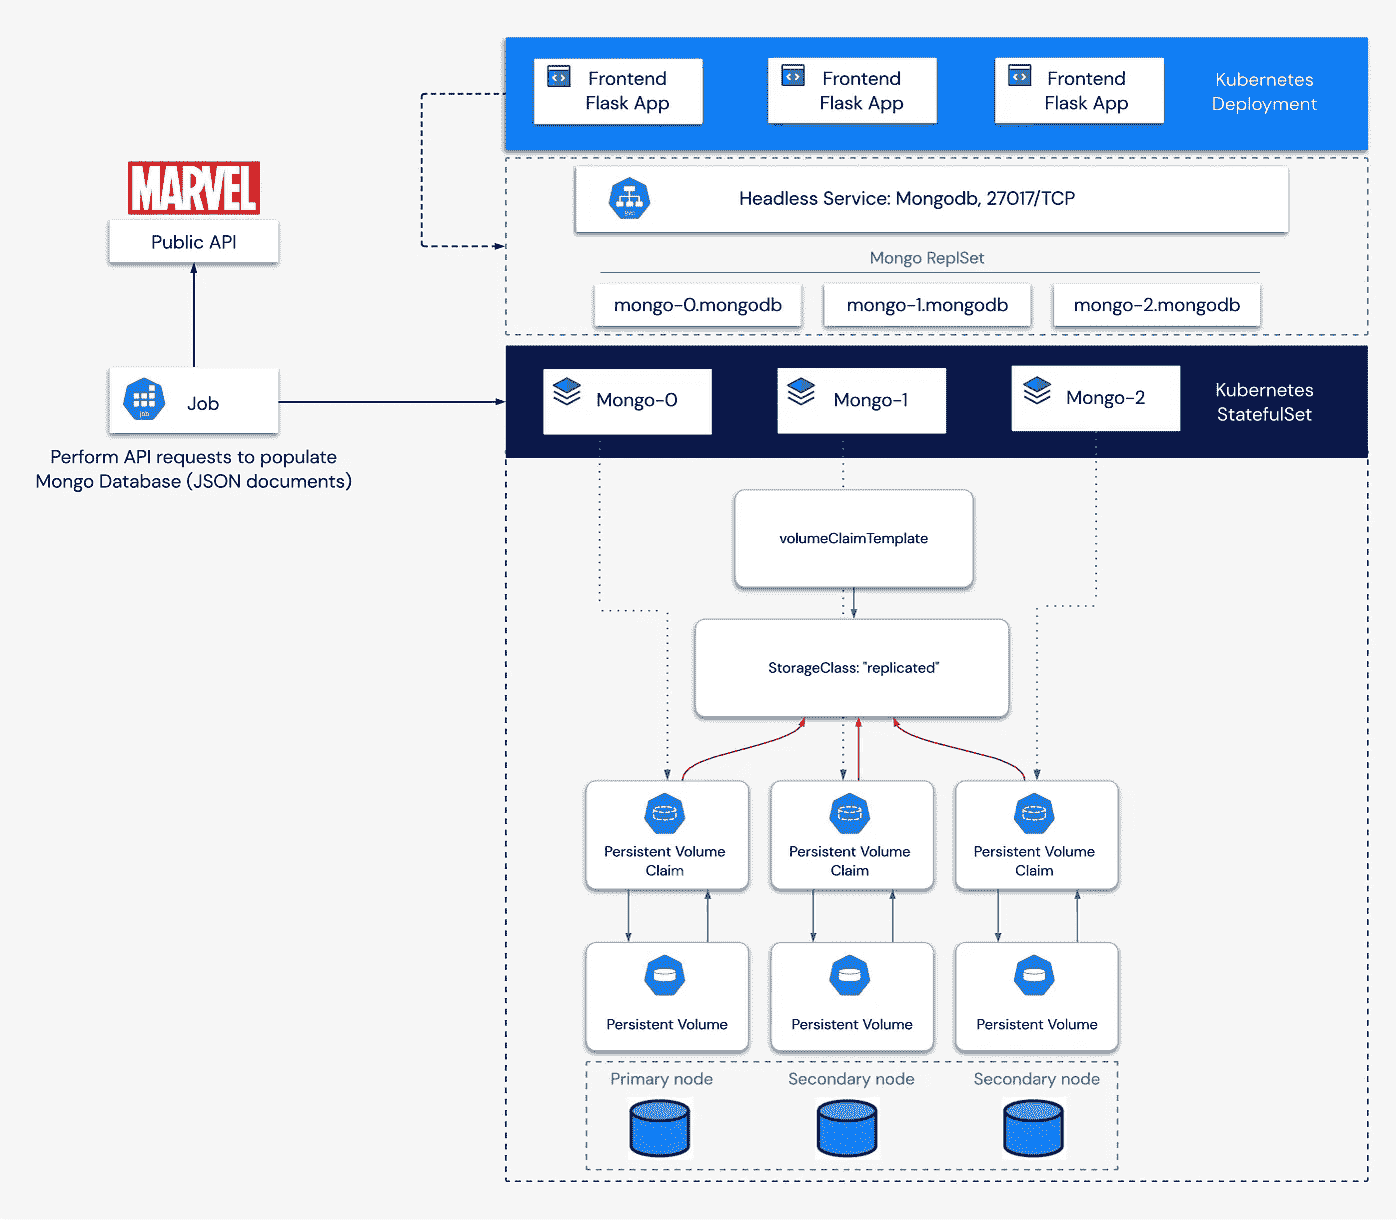 Frontend
Flask App
Frontend
Flask App
Frontend
Flask App
Kubernetes
Deployment
MARVEL
Public API
Headless Service: Mongodb, 27017/TCP
svc
Mongo ReplSet
mongo-0.mongodb
mongo-1.mongodb
mongo-2.mongodb
job
Job
Perform API requests to populate
Mongo Database (JSON documents)
Mongo-0
Mongo-1
Mongo-2
Kubernetes
StatefulSet
volumeClaimTemplate
StorageClass: "replicated"
Persistent Volume
Claim
Persistent Volume
Claim
Persistent Volume
Claim
Persistent Volume
Persistent Volume
Persistent Volume
Primary node
Secondary node
Secondary node